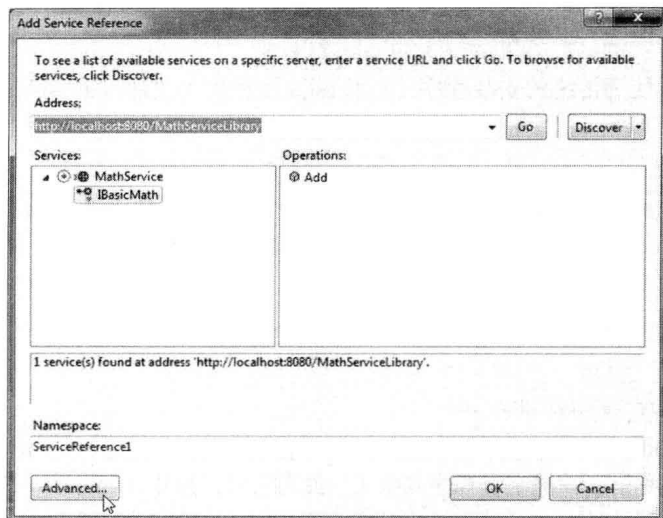 Add Service Reference
To see a list of available services on a specific server, enter a service URL and click Go. To browse for available
services, click Discover.
Address:
http://localhost:8080/MathServiceLibrary
Go
Discover
Services:
Operations:
MathService
IBasicMath
Add
1 service(s) found at address 'http://localhost:8080/MathServiceLibrary'.
Namespace:
ServiceReference1
Advanced...
OK
Cancel